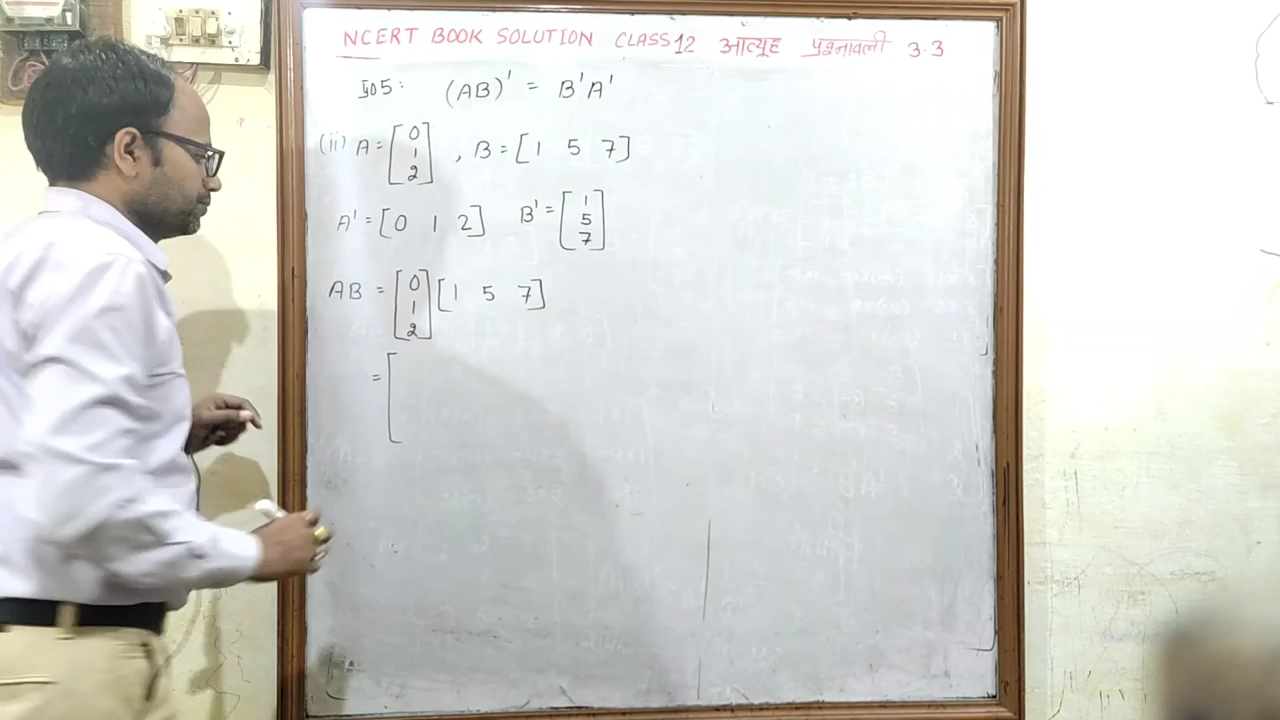 NCERT BOOK SOLUTION CLASS 12 आव्यूह प्रश्नावली 3.3
प्र०5: (AB)' = B'A'
(ii) A = [0 1 2] , B = [1 5 7]
A' = [0 1 2] B' = [1 5 7]
AB = [0 1 2] [1 5 7]
= [